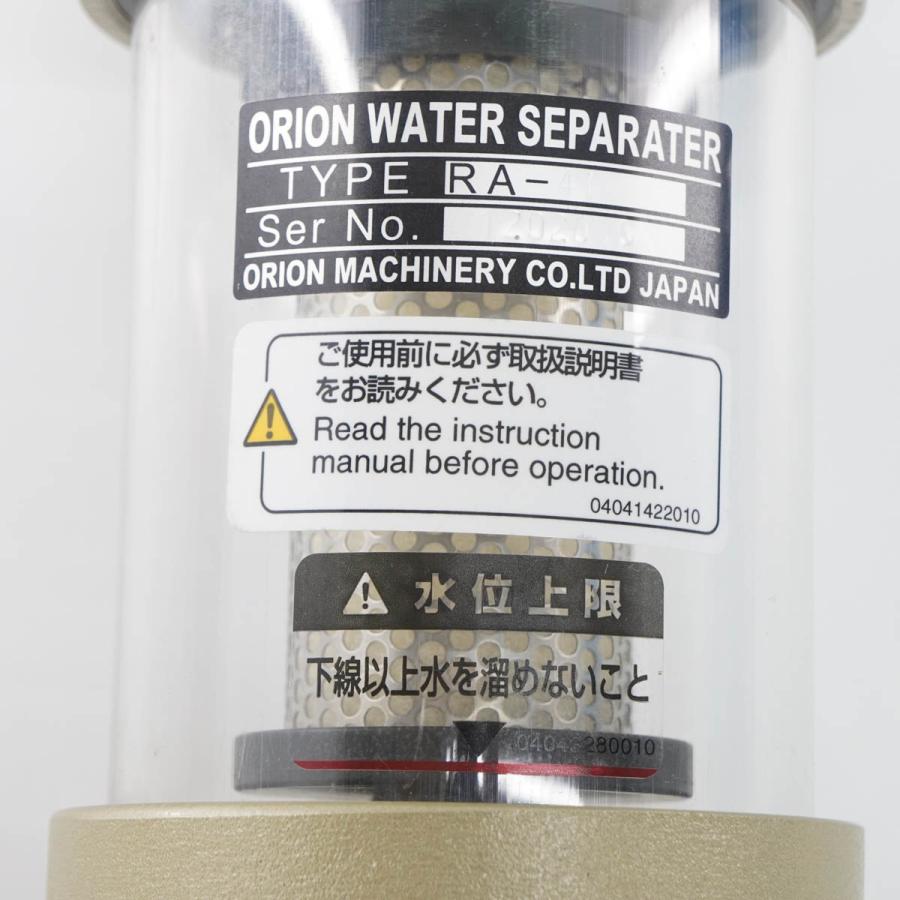 ORION WATER SEPARATER
TYPE RA-
Ser No.
ORION MACHINERY CO.LTD JAPAN
ご使用前に必ず取扱説明書
をお読みください。
Read the instruction
manual before operation.
04041422010
水位上限
下線以上水を溜めないこと